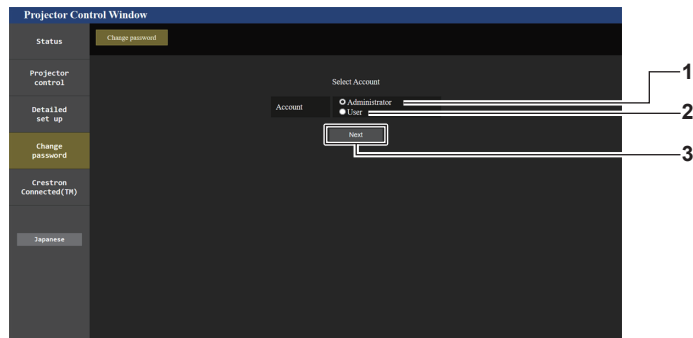 Projector Control Window
Status
Change password
Projector
control
Detailed
set up
Change
password
Crestron
Connected(TM)
Japanese
Select Account
Account
Administrator
User
Next
1
2
3